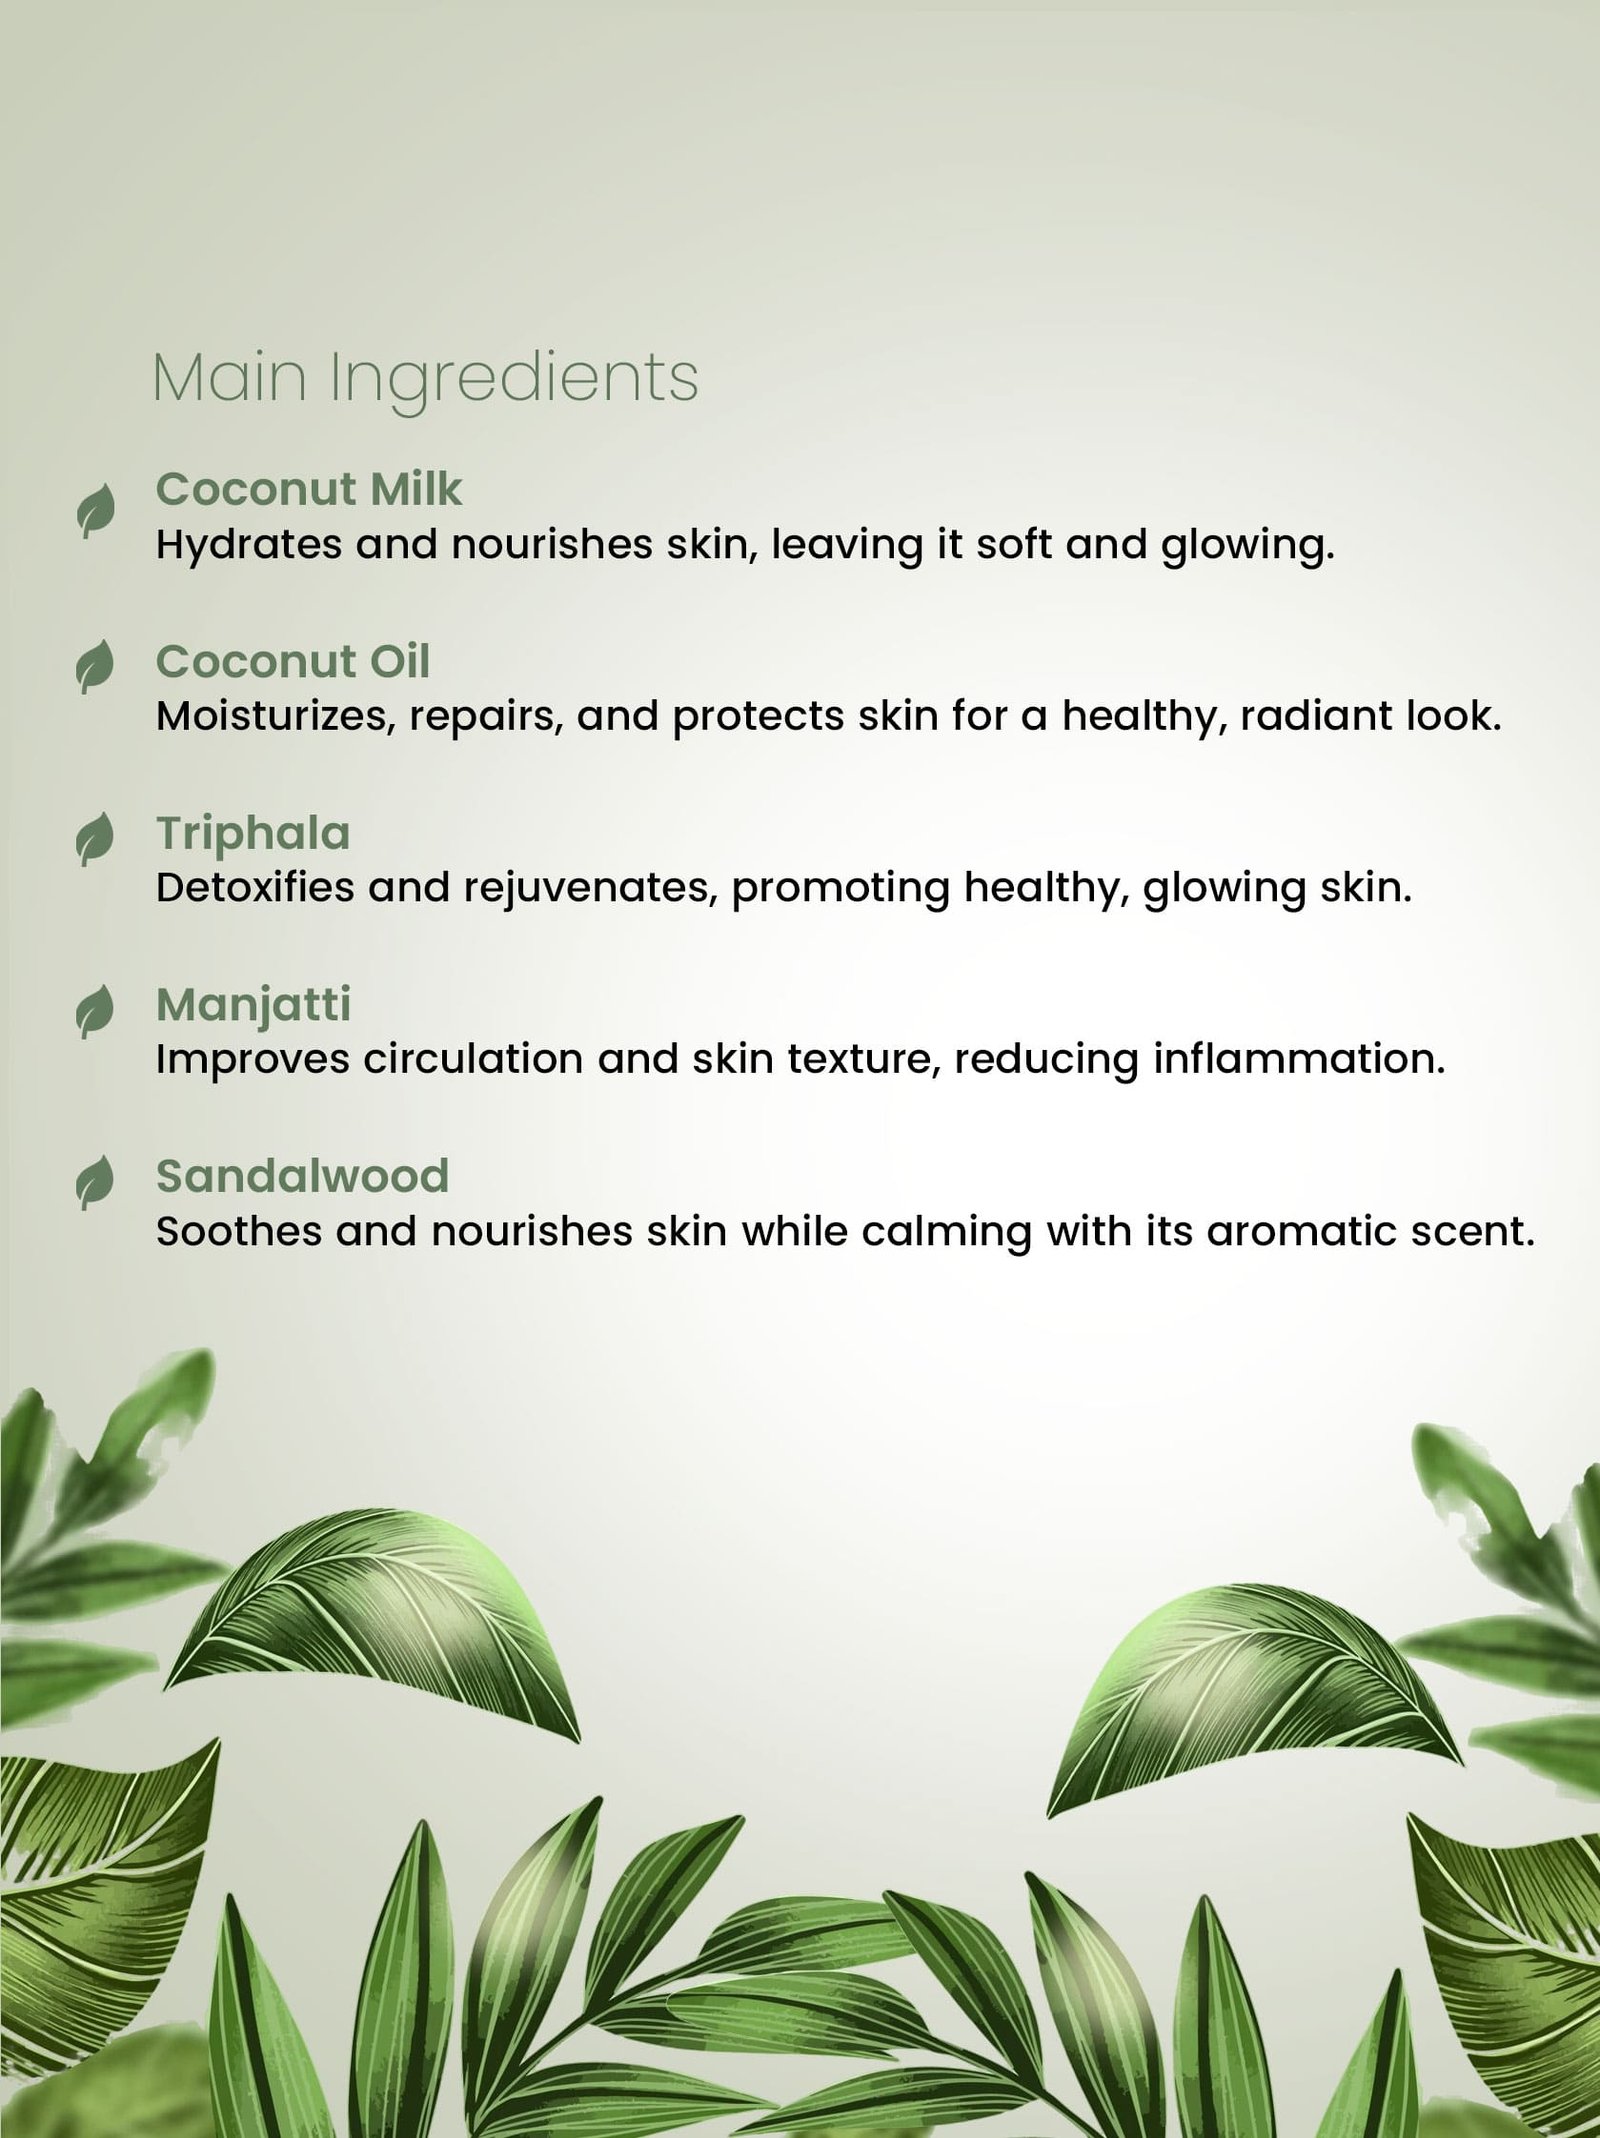 Main Ingredients
Coconut Milk
Hydrates and nourishes skin, leaving it soft and glowing.
Coconut Oil
Moisturizes, repairs, and protects skin for a healthy, radiant look.
Triphala
Detoxifies and rejuvenates, promoting healthy, glowing skin.
Manjatti
Improves circulation and skin texture, reducing inflammation.
Sandalwood
Soothes and nourishes skin while calming with its aromatic scent.